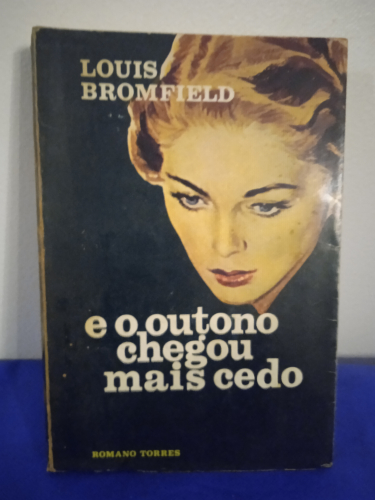 LOUIS
BROMFIELD
e o outono
chegou
mais cedo
ROMANO TORRES